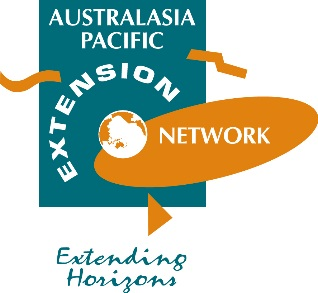 AUSTRALASIA
PACIFIC
EXTENSION
NETWORK
Extending
Horizons